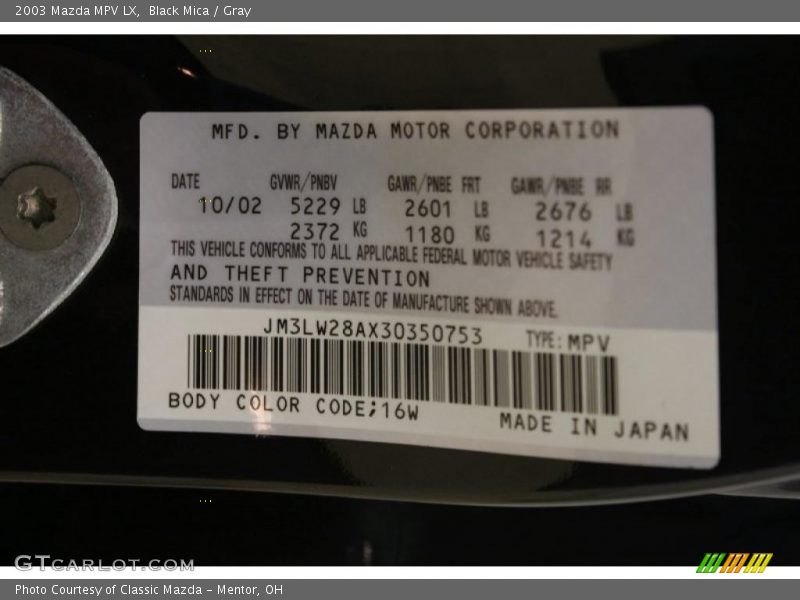 2003 Mazda MPV LX, Black Mica / Gray
MFD. BY MAZDA MOTOR CORPORATION
DATE GVWR/PNBV GAWR/PNBE FRT GAWR/PNBE RR
10/02 5229 LB 2601 LB 2676 LB
2372 KG 1180 KG 1214 KG
THIS VEHICLE CONFORMS TO ALL APPLICABLE FEDERAL MOTOR VEHICLE SAFETY
AND THEFT PREVENTION
STANDARDS IN EFFECT ON THE DATE OF MANUFACTURE SHOWN ABOVE.
JM3LW28AX30350753 TYPE: MPV
BODY COLOR CODE;16W
MADE IN JAPAN
GTCARLOT.COM
Photo Courtesy of Classic Mazda - Mentor, OH